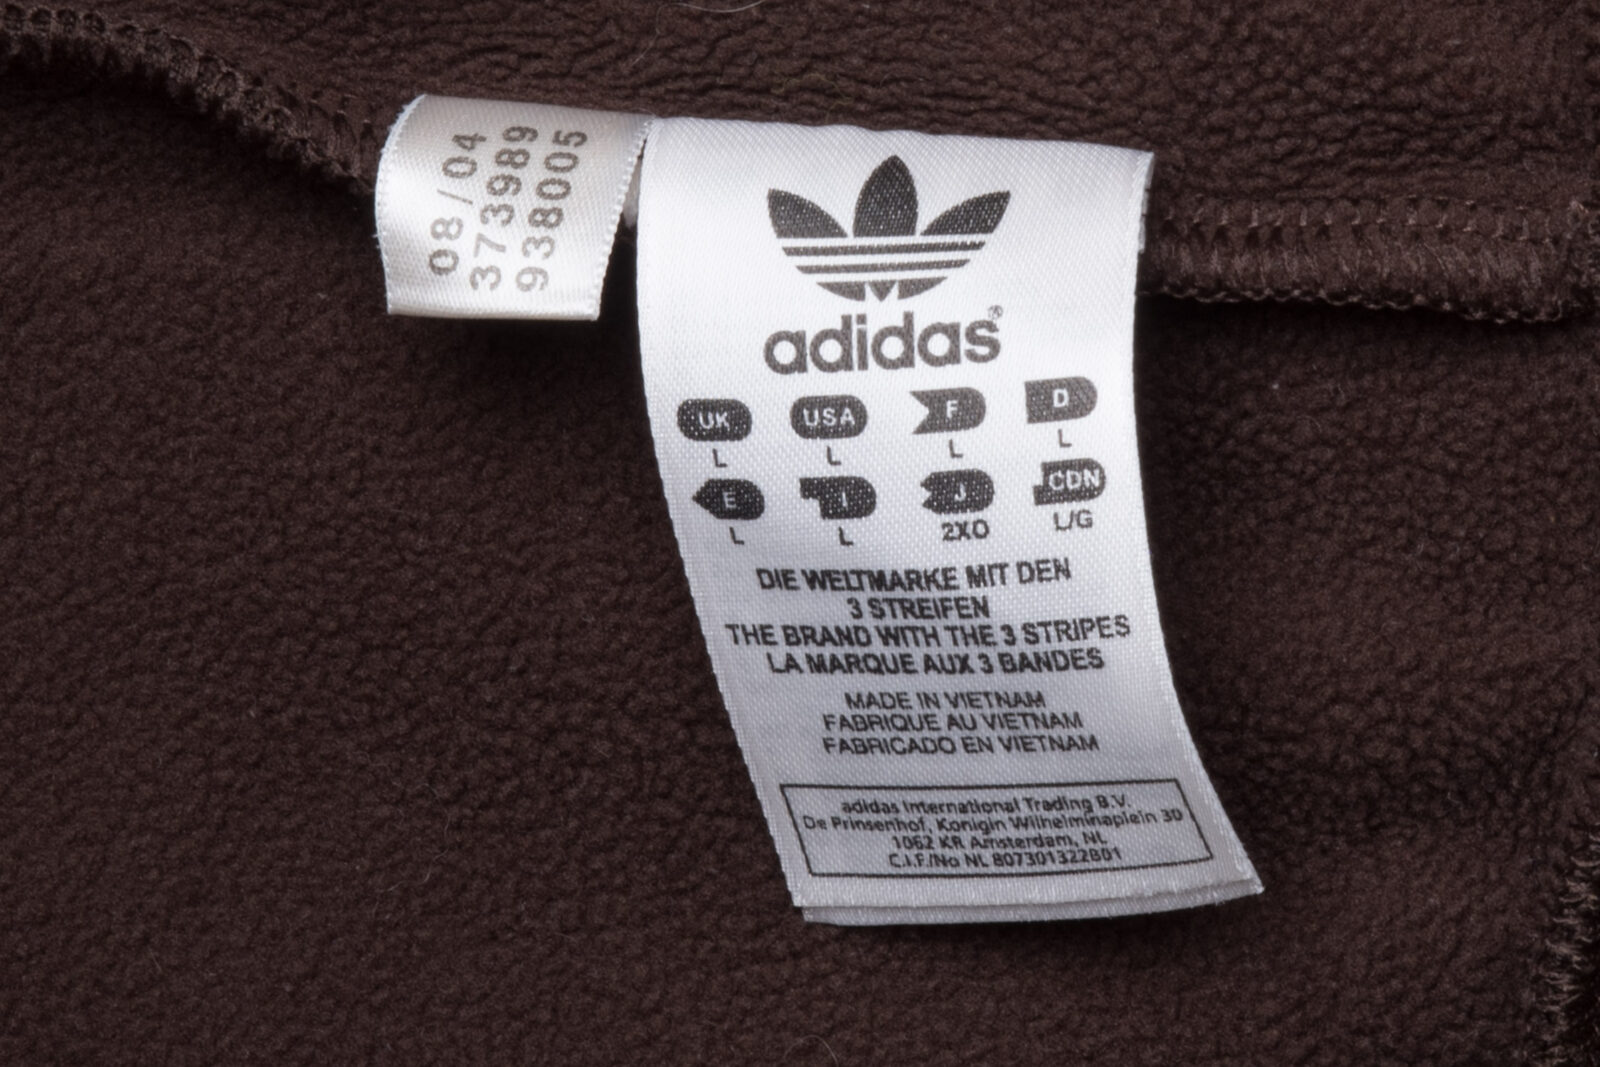 08/04
373989
938005
adidas®
UK USA F D
L L L L
E I J CDN
L L 2XO L/G
DIE WELTMARKE MIT DEN
3 STREIFEN
THE BRAND WITH THE 3 STRIPES
LA MARQUE AUX 3 BANDES
MADE IN VIETNAM
FABRIQUE AU VIETNAM
FABRICADO EN VIETNAM
adidas International Trading B.V.
De Prinsenhof, Konigin Wilhelminaplein 30
1062 KR Amsterdam, NL
C.I.F./No NL 807301322B01